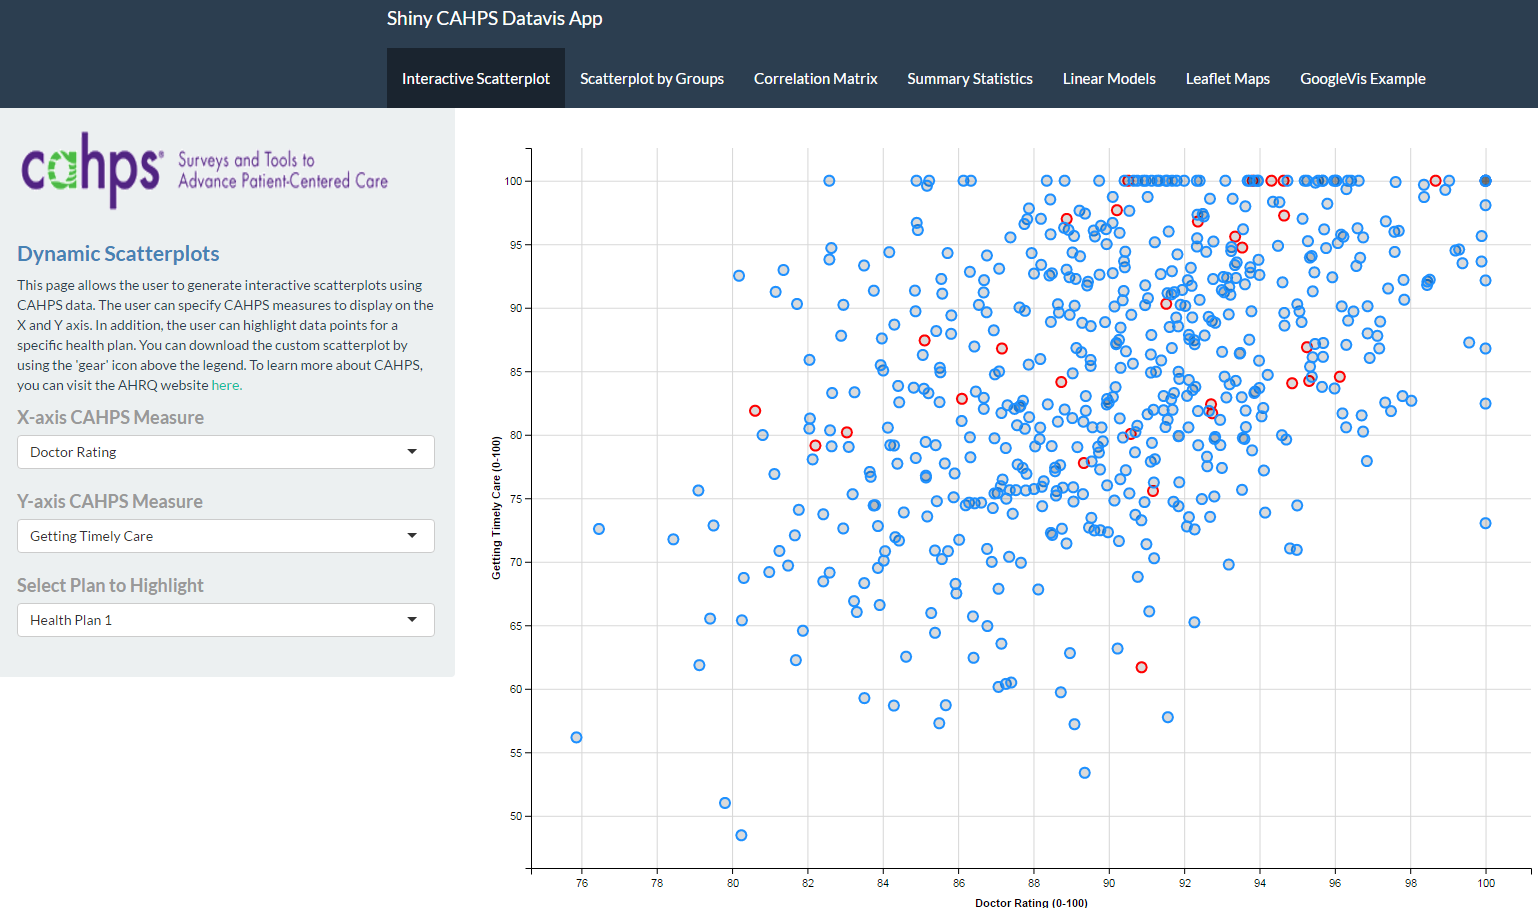 Shiny CAHPS Datavis App
Interactive Scatterplot Scatterplot by Groups Correlation Matrix Summary Statistics Linear Models Leaflet Maps GoogleVis Example
cahps Surveys and Tools to
Advance Patient-Centered Care
Dynamic Scatterplots
This page allows the user to generate interactive scatterplots using
CAHPS data. The user can specify CAHPS measures to display on the
X and Y axis. In addition, the user can highlight data points for a
specific health plan. You can download the custom scatterplot by
using the 'gear' icon above the legend. To learn more about CAHPS,
you can visit the AHRQ website here.
X-axis CAHPS Measure
Doctor Rating
Y-axis CAHPS Measure
Getting Timely Care
Select Plan to Highlight
Health Plan 1
Getting Timely Care (0-100)
100
95
90
85
80
75
70
65
60
55
50
76 78 80 82 84 86 88 90 92 94 96 98 100
Doctor Rating (0-100)